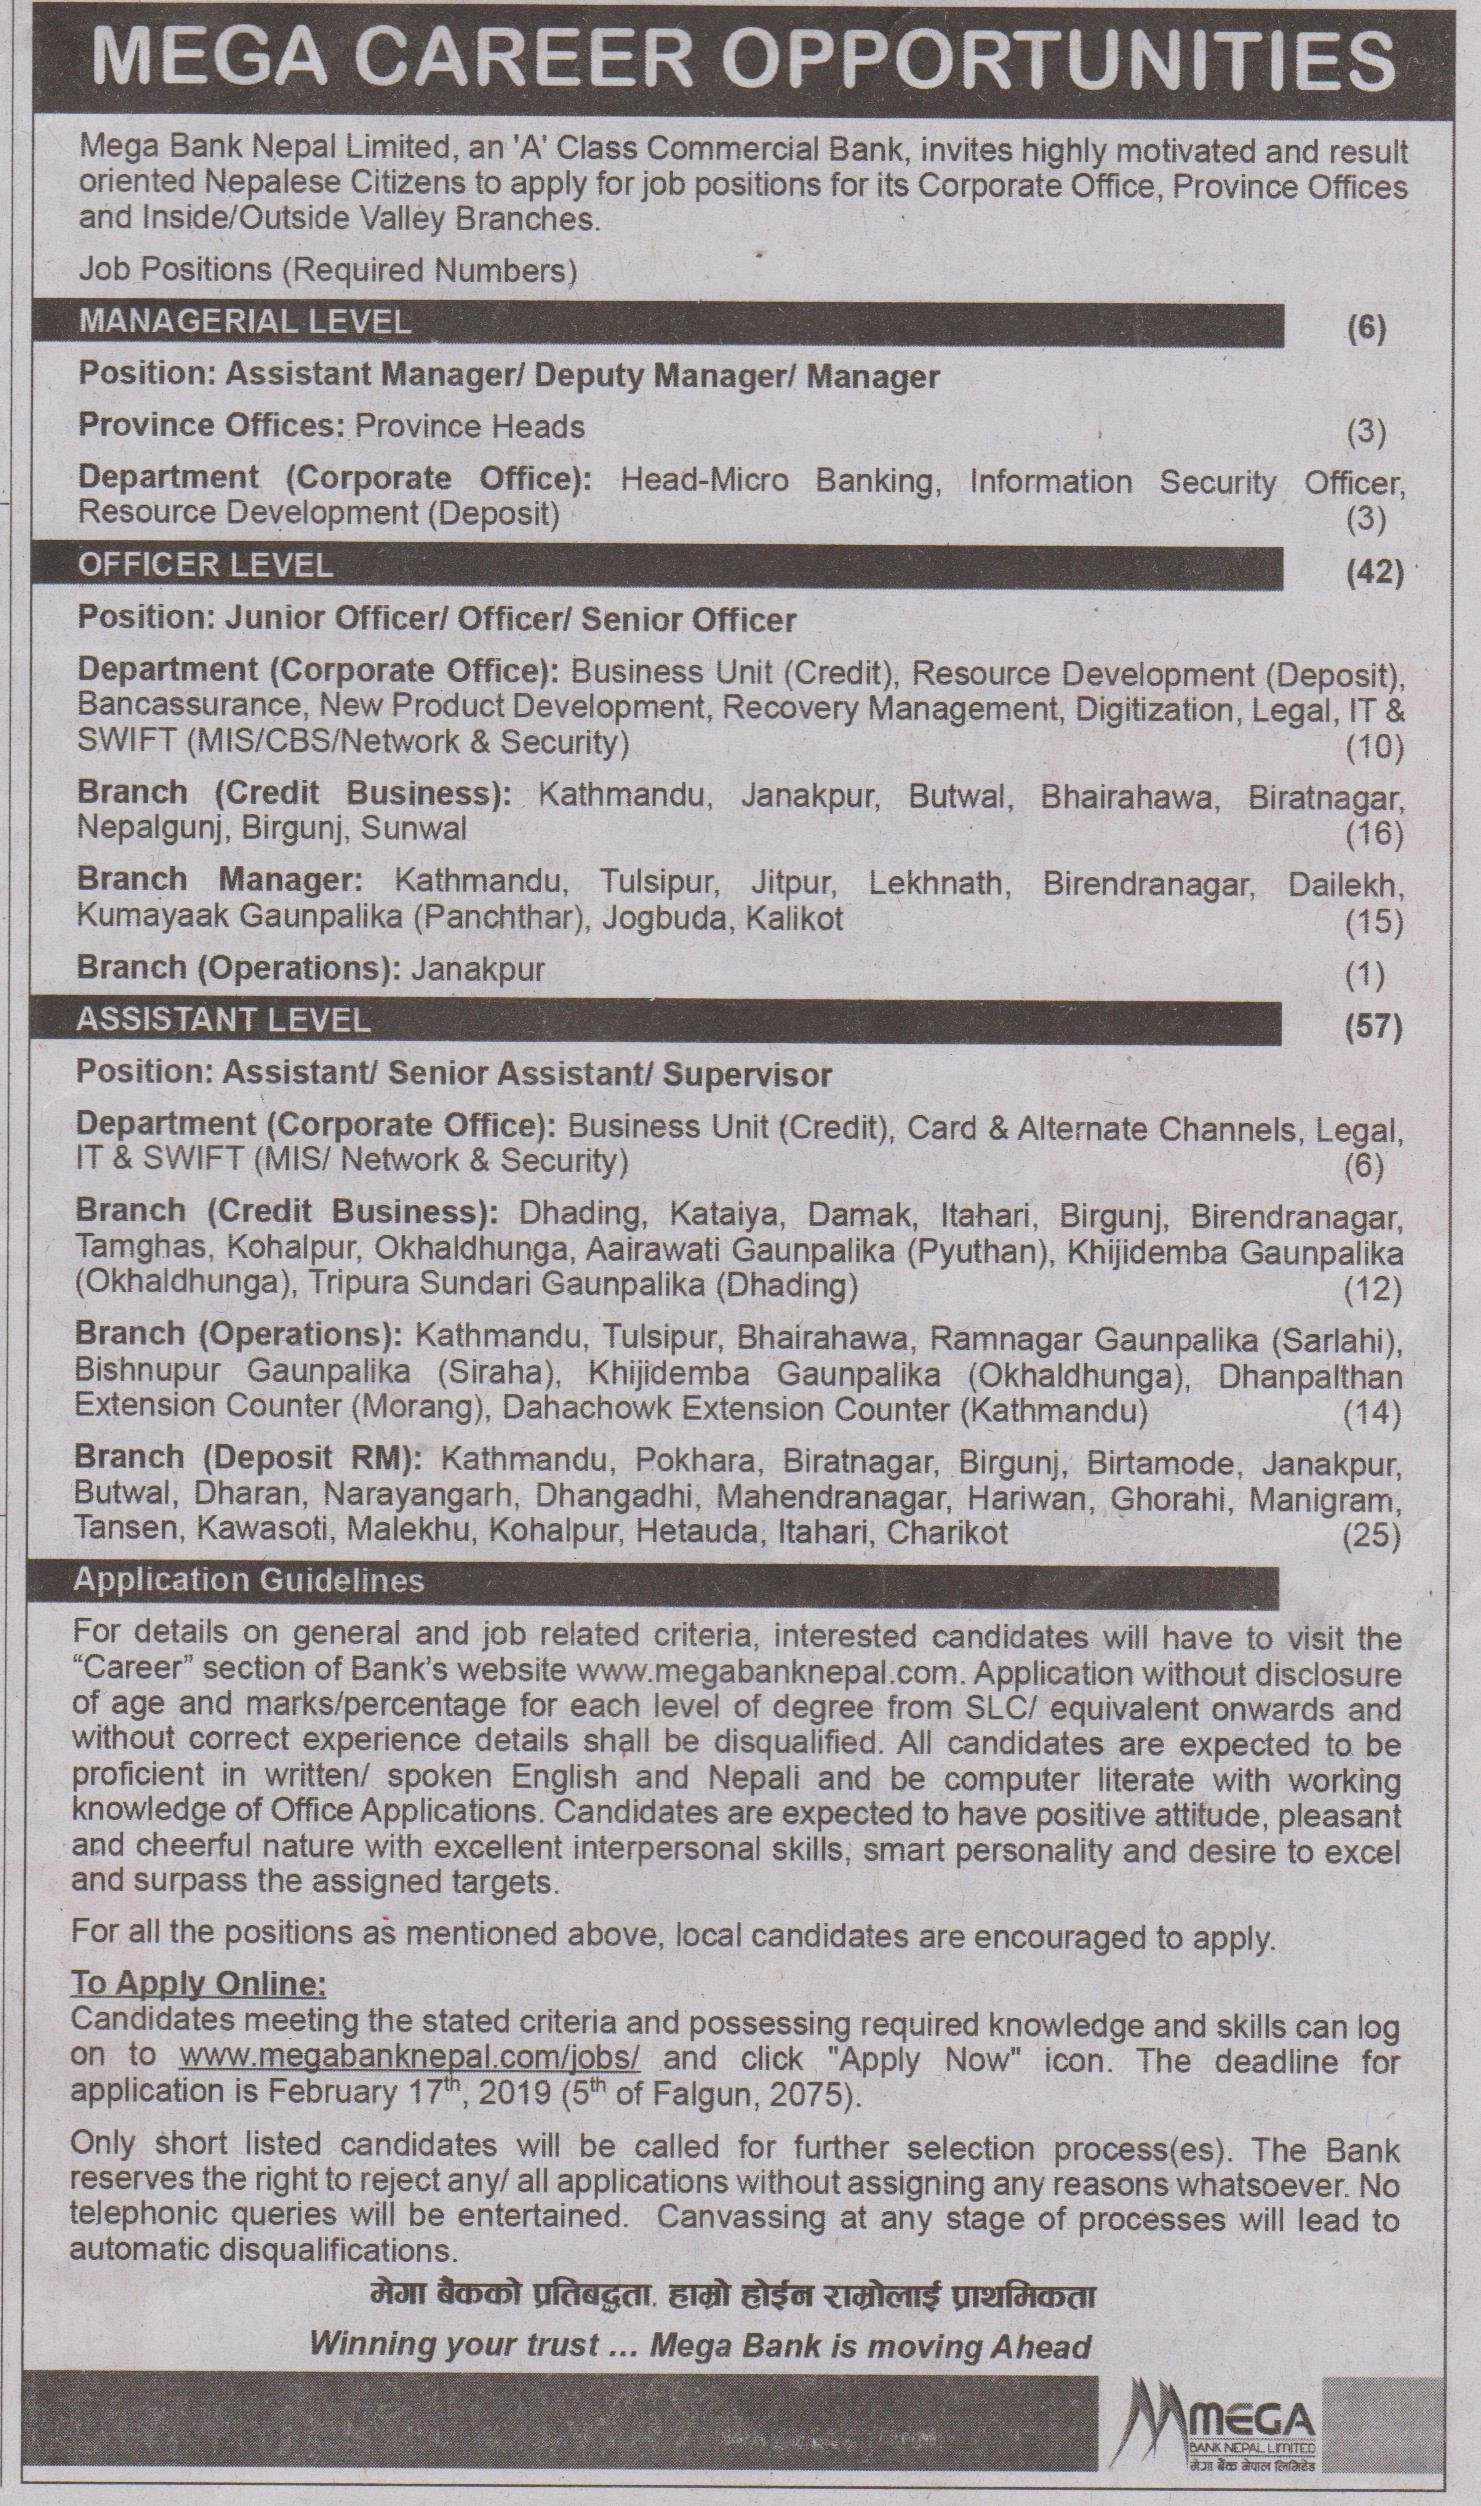 MEGA CAREER OPPORTUNITIES
Mega Bank Nepal Limited, an 'A' Class Commercial Bank, invites highly motivated and result
oriented Nepalese Citizens to apply for job positions for its Corporate Office, Province Offices
and Inside/Outside Valley Branches.
Job Positions (Required Numbers)
MANAGERIAL LEVEL (6)
Position: Assistant Manager/ Deputy Manager/ Manager
Province Offices: Province Heads (3)
Department (Corporate Office): Head-Micro Banking, Information Security Officer,
Resource Development (Deposit) (3)
OFFICER LEVEL (42)
Position: Junior Officer/ Officer/ Senior Officer
Department (Corporate Office): Business Unit (Credit), Resource Development (Deposit),
Bancassurance, New Product Development, Recovery Management, Digitization, Legal, IT &
SWIFT (MIS/CBS/Network & Security) (10)
Branch (Credit Business): Kathmandu, Janakpur, Butwal, Bhairahawa, Biratnagar,
Nepalgunj, Birgunj, Sunwal (16)
Branch Manager: Kathmandu, Tulsipur, Jitpur, Lekhnath, Birendranagar, Dailekh,
Kumayaak Gaunpalika (Panchthar), Jogbuda, Kalikot (15)
Branch (Operations): Janakpur (1)
ASSISTANT LEVEL (57)
Position: Assistant/ Senior Assistant/ Supervisor
Department (Corporate Office): Business Unit (Credit), Card & Alternate Channels, Legal,
IT & SWIFT (MIS/ Network & Security) (6)
Branch (Credit Business): Dhading, Kataiya, Damak, Itahari, Birgunj, Birendranagar,
Tamghas, Kohalpur, Okhaldhunga, Aairawati Gaunpalika (Pyuthan), Khijidemba Gaunpalika
(Okhaldhunga), Tripura Sundari Gaunpalika (Dhading) (12)
Branch (Operations): Kathmandu, Tulsipur, Bhairahawa, Ramnagar Gaunpalika (Sarlahi),
Bishnupur Gaunpalika (Siraha), Khijidemba Gaunpalika (Okhaldhunga), Dhanpalthan
Extension Counter (Morang), Dahachowk Extension Counter (Kathmandu) (14)
Branch (Deposit RM): Kathmandu, Pokhara, Biratnagar, Birgunj, Birtamode, Janakpur,
Butwal, Dharan, Narayangarh, Dhangadhi, Mahendranagar, Hariwan, Ghorahi, Manigram,
Tansen, Kawasoti, Malekhu, Kohalpur, Hetauda, Itahari, Charikot (25)
Application Guidelines
For details on general and job related criteria, interested candidates will have to visit the
“Career” section of Bank’s website www.megabanknepal.com. Application without disclosure
of age and marks/percentage for each level of degree from SLC/ equivalent onwards and
without correct experience details shall be disqualified. All candidates are expected to be
proficient in written/ spoken English and Nepali and be computer literate with working
knowledge of Office Applications. Candidates are expected to have positive attitude, pleasant
and cheerful nature with excellent interpersonal skills, smart personality and desire to excel
and surpass the assigned targets.
For all the positions as mentioned above, local candidates are encouraged to apply.
To Apply Online:
Candidates meeting the stated criteria and possessing required knowledge and skills can log
on to www.megabanknepal.com/jobs/ and click "Apply Now" icon. The deadline for
application is February 17th, 2019 (5th of Falgun, 2075).
Only short listed candidates will be called for further selection process(es). The Bank
reserves the right to reject any/ all applications without assigning any reasons whatsoever. No
telephonic queries will be entertained. Canvassing at any stage of processes will lead to
automatic disqualifications.
मेगा बैंकको प्रतिबद्धता, हाम्रो होईन राम्रोलाई प्राथमिकता
Winning your trust ... Mega Bank is moving Ahead
MEGA
BANK NEPAL LIMITED
मेगा बैंक नेपाल लिमिटेड